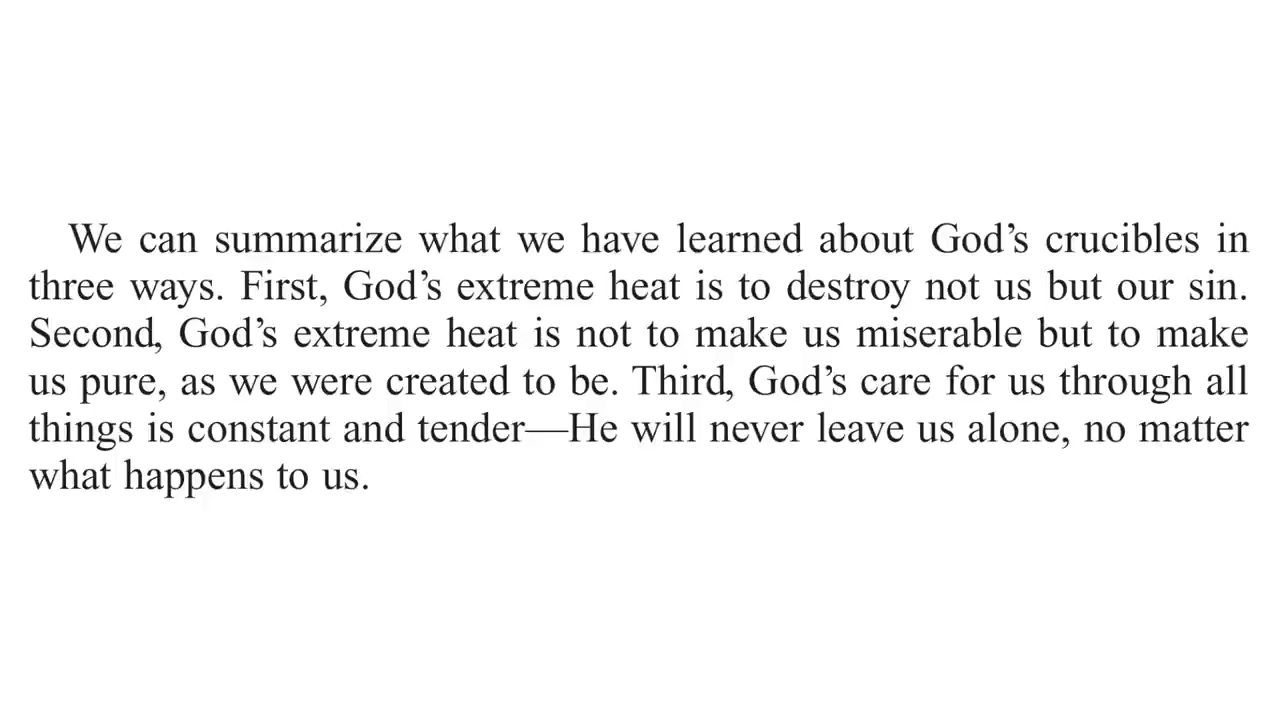 We can summarize what we have learned about God’s crucibles in
three ways. First, God’s extreme heat is to destroy not us but our sin.
Second, God’s extreme heat is not to make us miserable but to make
us pure, as we were created to be. Third, God’s care for us through all
things is constant and tender—He will never leave us alone, no matter
what happens to us.